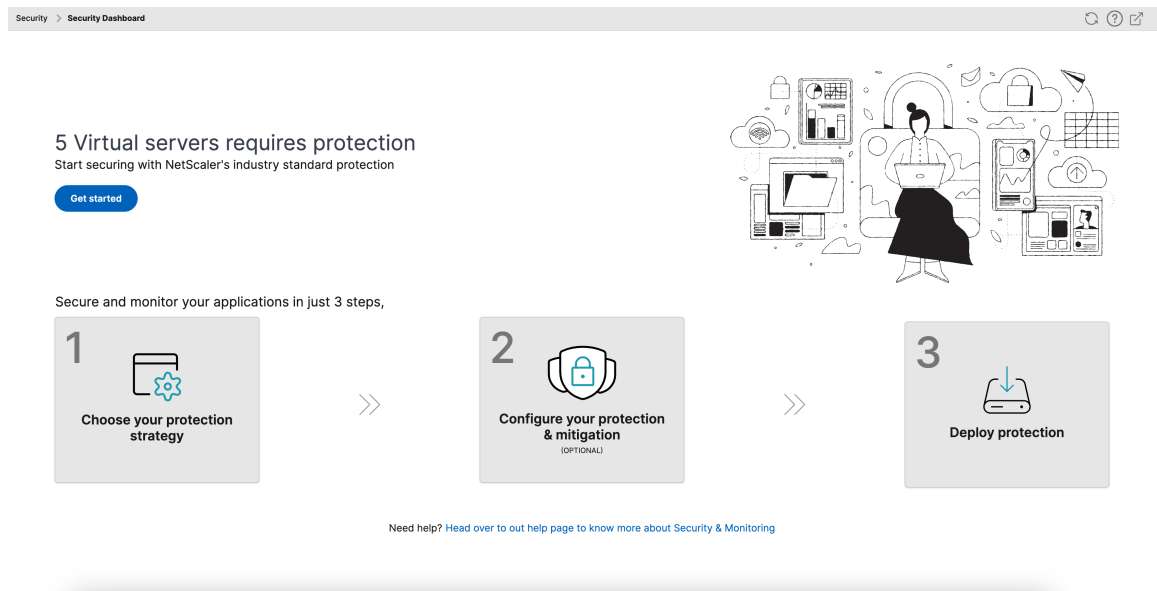 Security > Security Dashboard
5 Virtual servers requires protection
Start securing with NetScaler's industry standard protection
Get started
Secure and monitor your applications in just 3 steps,
1
Choose your protection
strategy
2
Configure your protection
& mitigation
(OPTIONAL)
3
Deploy protection
Need help? Head over to out help page to know more about Security & Monitoring